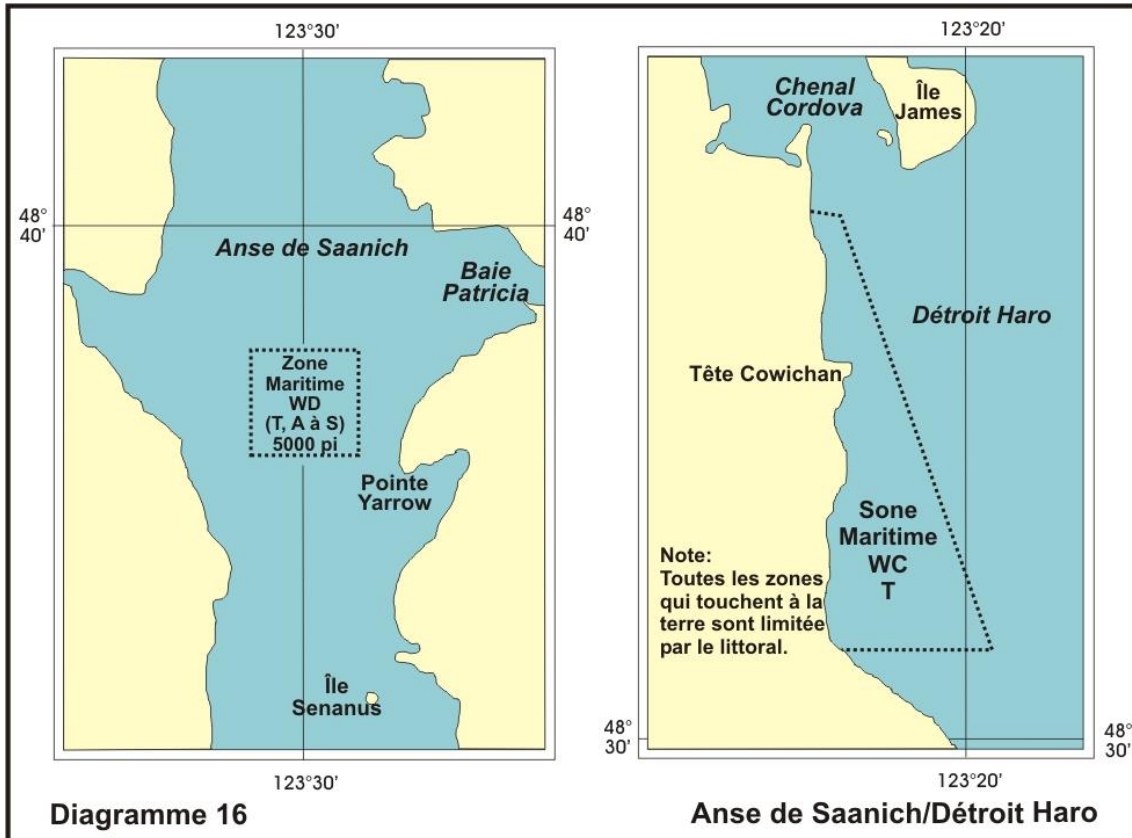 123°30'
48°
40'
48°
40'
Anse de Saanich
Baie
Patricia
Zone
Maritime
WD
(T, A à S)
5000 pi
Pointe
Yarrow
Île
Senanus
123°30'
Diagramme 16
123°20'
Chenal
Cordova
Île
James
Détroit Haro
Tête Cowichan
Sone
Maritime
WC
T
Note:
Toutes les zones
qui touchent à la
terre sont limitée
par le littoral.
48°
30'
48°
30'
123°20'
Anse de Saanich/Détroit Haro